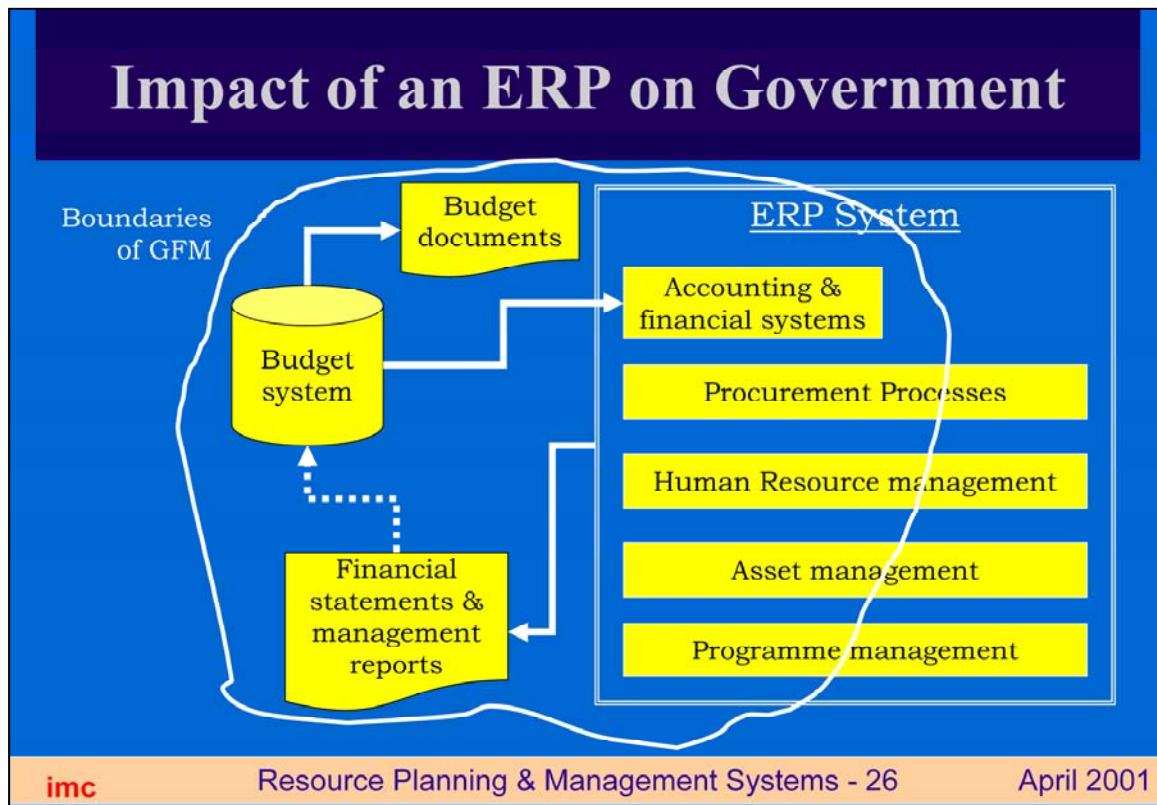 Impact of an ERP on Government
Boundaries
of GFM
Budget
documents
ERP System
Accounting &
financial systems
Budget
system
Procurement Processes
Human Resource management
Financial
statements &
management
reports
Asset management
Programme management
imc
Resource Planning & Management Systems - 26
April 2001